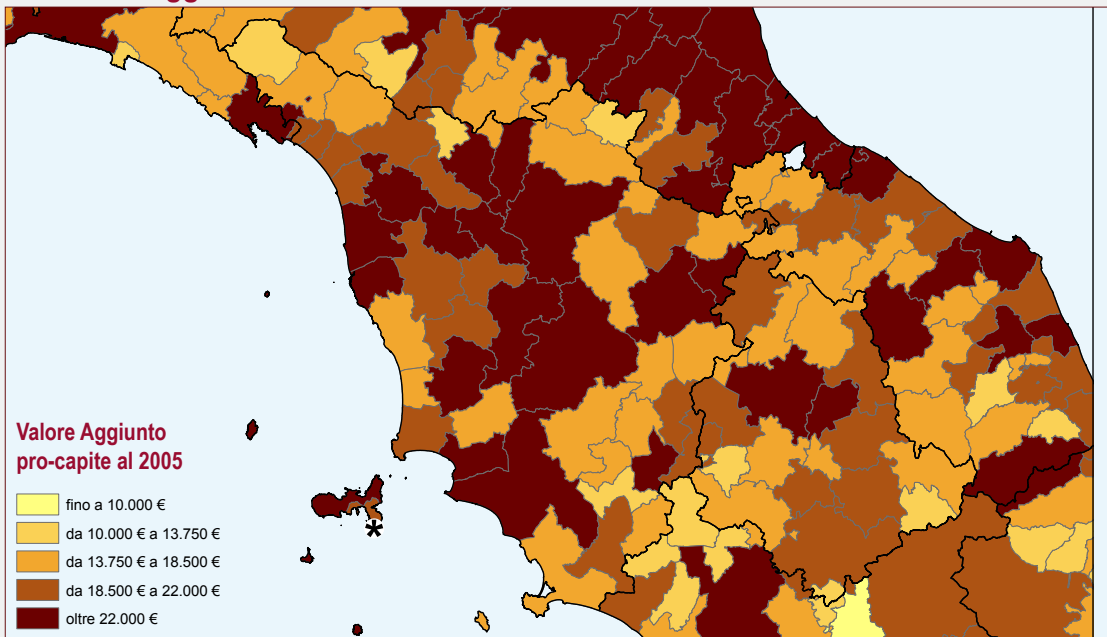 Valore Aggiunto
pro-capite al 2005
fino a 10.000 €
da 10.000 € a 13.750 €
da 13.750 € a 18.500 €
da 18.500 € a 22.000 €
oltre 22.000 €
*